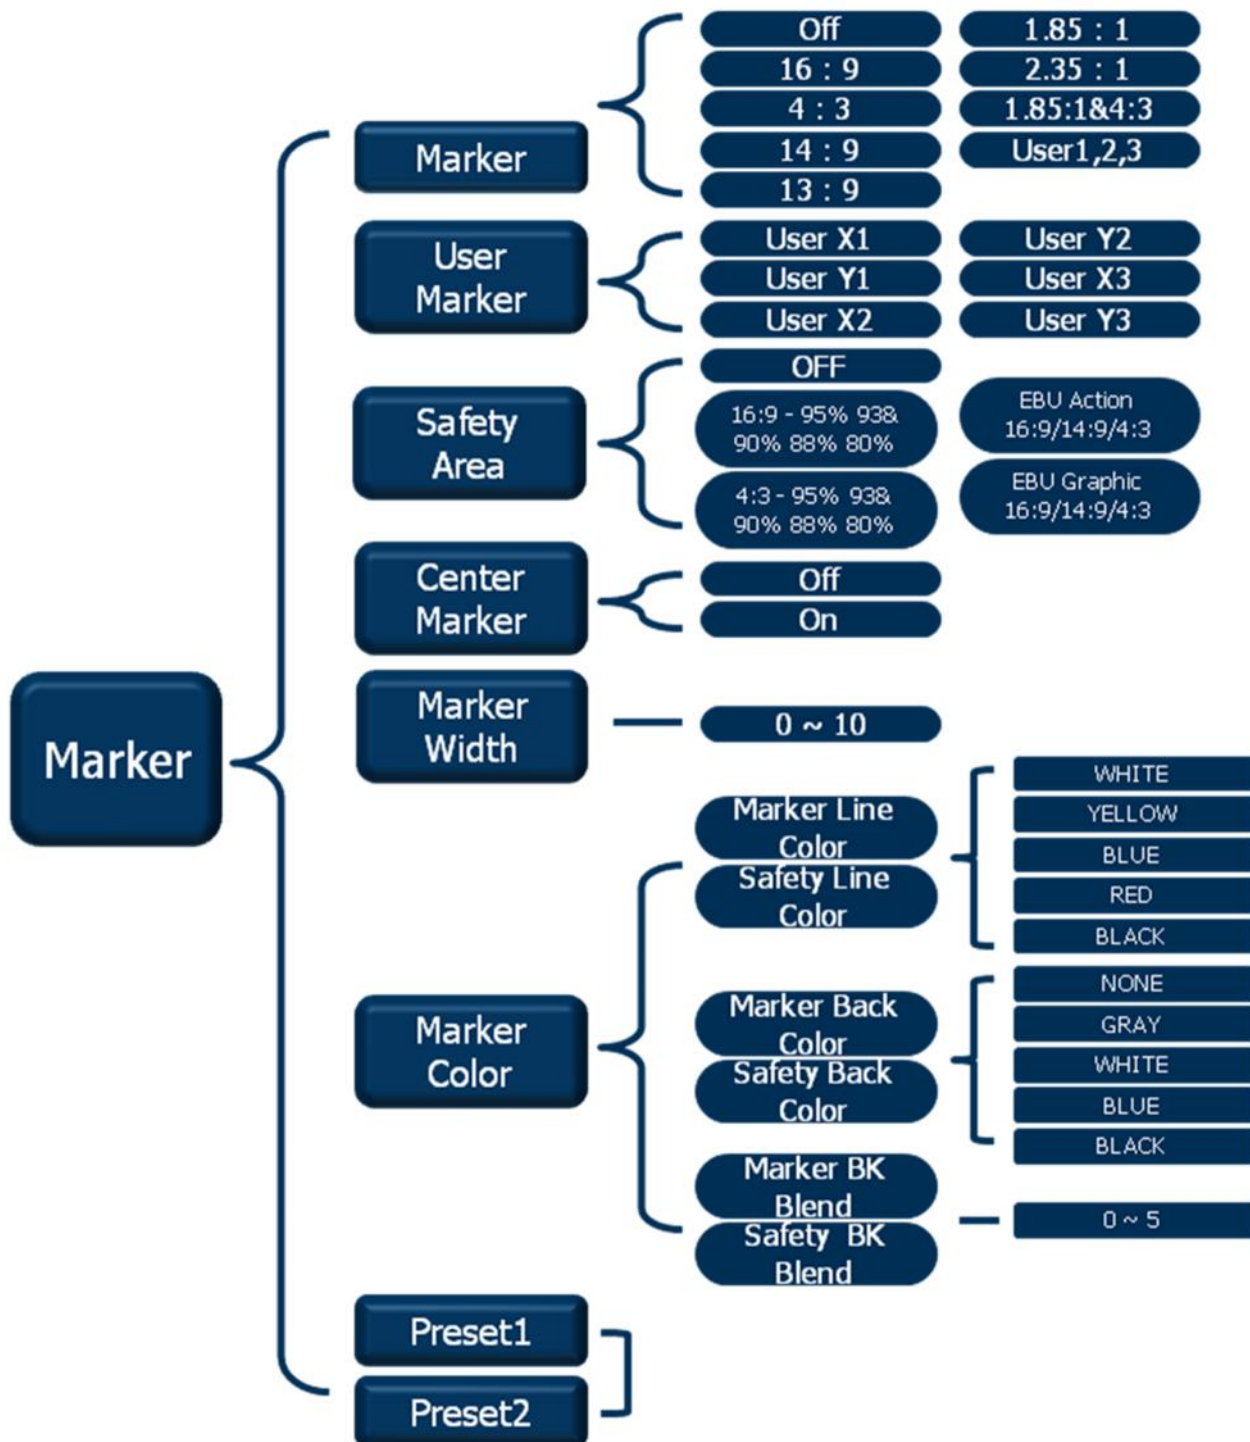 Marker
Marker
Off
16 : 9
4 : 3
14 : 9
13 : 9
1.85 : 1
2.35 : 1
1.85:1&4:3
User1,2,3
User
Marker
User X1
User Y1
User X2
User Y2
User X3
User Y3
Safety
Area
OFF
16:9 - 95% 93&
90% 88% 80%
4:3 - 95% 93&
90% 88% 80%
EBU Action
16:9/14:9/4:3
EBU Graphic
16:9/14:9/4:3
Center
Marker
Off
On
Marker
Width
0 ~ 10
Marker
Color
Marker Line
Color
Safety Line
Color
WHITE
YELLOW
BLUE
RED
BLACK
Marker Back
Color
Safety Back
Color
NONE
GRAY
WHITE
BLUE
BLACK
Marker BK
Blend
Safety  BK
Blend
0 ~ 5
Preset1
Preset2